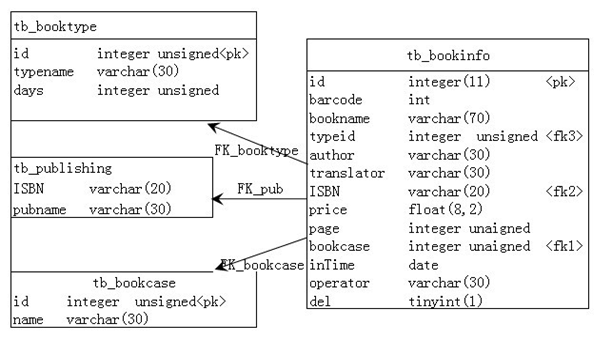 tb_booktype
id integer unsigned<pk>
typename varchar(30)
days integer unsigned
tb_publishing
ISBN varchar(20)
pubname varchar(30)
tb_bookcase
id integer unsigned<pk>
name varchar(30)
FK_booktype
FK_pub
FK_bookcase
tb_bookinfo
id integer(11) <pk>
barcode int
bookname varchar(70)
typeid integer unsigned <fk3>
author varchar(30)
translator varchar(30)
ISBN varchar(20) <fk2>
price float(8,2)
page integer unaigned
bookcase integer unaigned <fk1>
inTime date
operator varchar(30)
del tinyint(1)